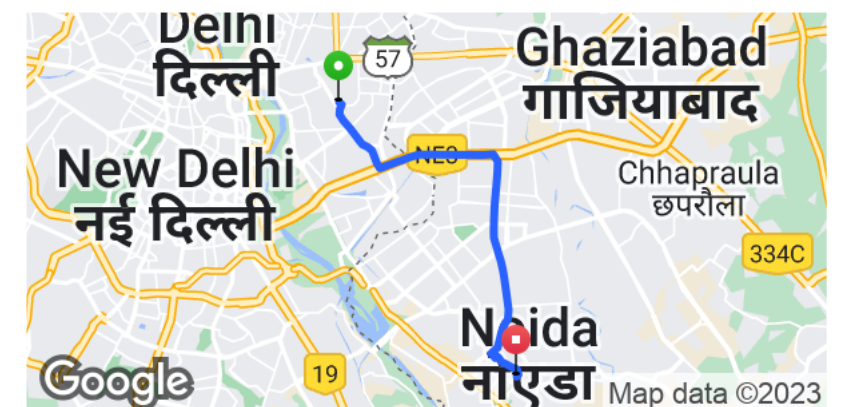 Delhi
दिल्ली
57
Ghaziabad
गाजियाबाद
NE3
New Delhi
नई दिल्ली
Chhapraula
छपरौला
334C
Noida
नोएडा
19
Google
Map data ©2023